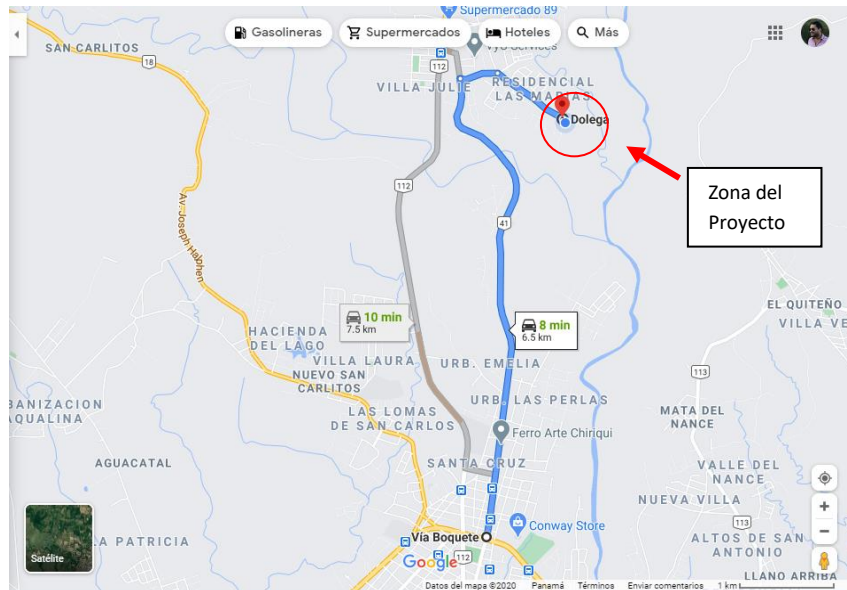 Supermercado 89
Gasolineras
Supermercados
Hoteles
Más
SAN CARLITOS
18
112
VILLA JULIE
RESIDENCIAL
LAS MARÍAS
Dolega
Zona del
Proyecto
112
41
Av. Joseph Halphen
10 min
7.5 km
8 min
6.5 km
EL QUITEÑO
VILLA VE
HACIENDA
DEL LAGO
VILLA LAURA
NUEVO SAN
CARLITOS
URB. EMELIA
113
URB. LAS PERLAS
LAS LOMAS
DE SAN CARLOS
MATA DEL
NANCE
BANIZACION
AQUALINA
Ferro Arte Chiriqui
AGUACATAL
SANTA CRUZ
VALLE DEL
NANCE
NUEVA VILLA
Conway Store
113
ALTOS DE SAN
ANTONIO
Satélite
A PATRICIA
Vía Boquete
Google
112
LLANO ARRIBA
Datos del mapa ©2020 Panamá Términos Enviar comentarios 1 km